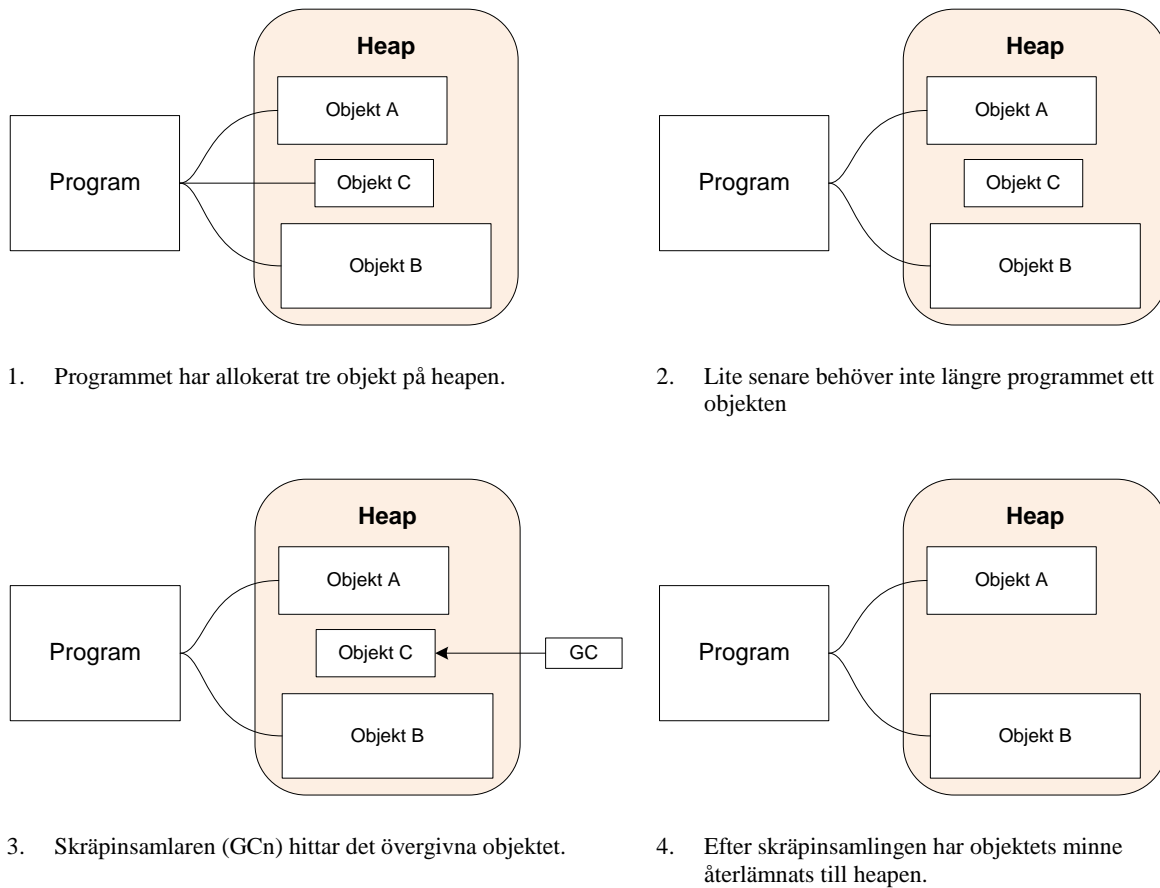 Heap
Objekt A
Program
Objekt C
Objekt B
Heap
Objekt A
Program
Objekt C
Objekt B
1. Programmet har allokerat tre objekt på heapen.
2. Lite senare behöver inte längre programmet ett
objekten
Heap
Objekt A
Program
Objekt C
GC
Objekt B
Heap
Objekt A
Program
Objekt B
3. Skräpinsamlaren (GCn) hittar det övergivna objektet.
4. Efter skräpinsamlingen har objektets minne
återlämnats till heapen.